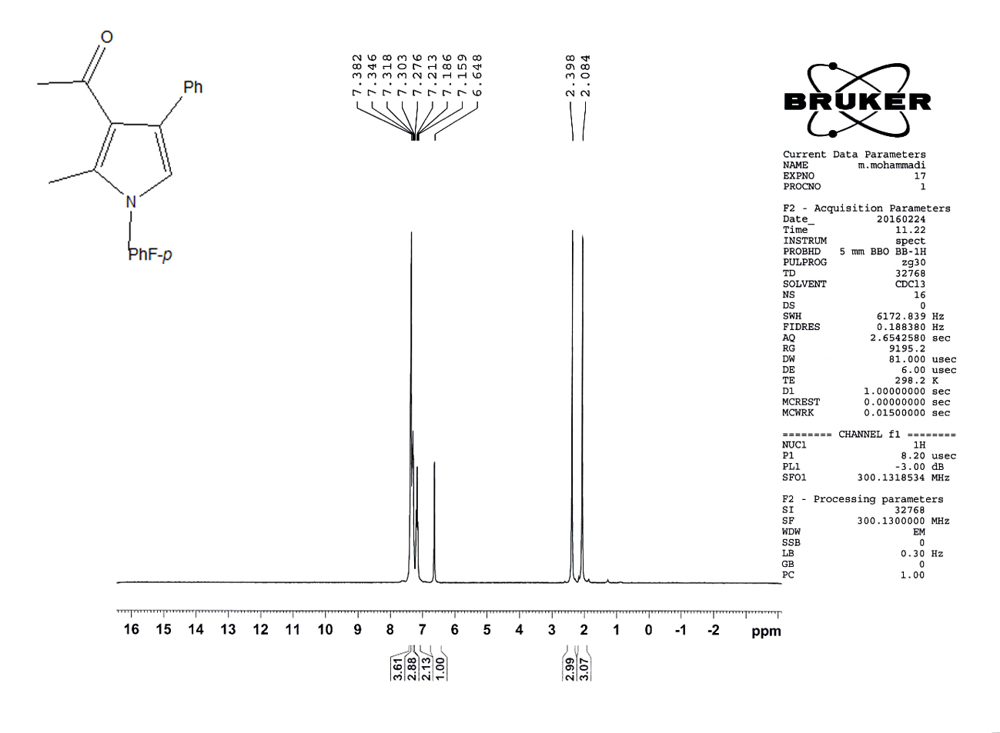 O
Ph
N
PhF-p
7.382
7.346
7.318
7.303
7.276
7.213
7.186
7.159
6.648
2.398
2.084
BRUKER
Current Data Parameters
NAME m.mohammadi
EXPNO 17
PROCNO 1
F2 - Acquisition Parameters
Date_ 20160224
Time 11.22
INSTRUM spect
PROBHD 5 mm BBO BB-1H
PULPROG zg30
TD 32768
SOLVENT CDCl3
NS 16
DS 0
SWH 6172.839 Hz
FIDRES 0.188380 Hz
AQ 2.6542580 sec
RG 9195.2
DW 81.000 usec
DE 6.00 usec
TE 298.2 K
D1 1.00000000 sec
MCREST 0.00000000 sec
MCWRK 0.01500000 sec
======== CHANNEL f1 ========
NUC1 1H
P1 8.20 usec
PL1 -3.00 dB
SFO1 300.1318534 MHz
F2 - Processing parameters
SI 32768
SF 300.1300000 MHz
WDW EM
SSB 0
LB 0.30 Hz
GB 0
PC 1.00
16 15 14 13 12 11 10 9 8 7 6 5 4 3 2 1 0 -1 -2 ppm
3.61
2.88
2.13
1.00
2.99
3.07